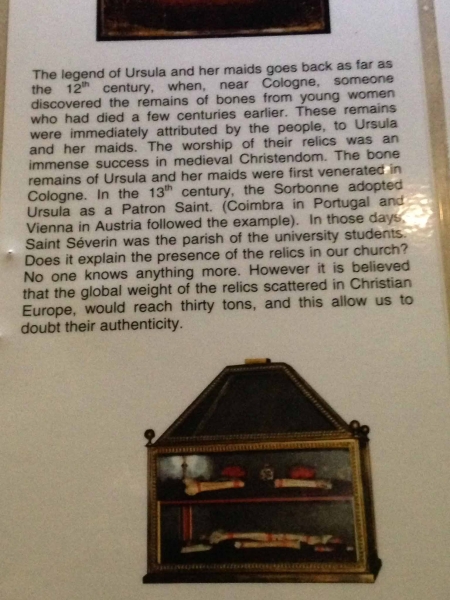 The legend of Ursula and her maids goes back as far as
the 12th century, when, near Cologne, someone
discovered the remains of bones from young women
who had died a few centuries earlier. These remains
were immediately attributed by the people, to Ursula
and her maids. The worship of their relics was an
immense success in medieval Christendom. The bone
remains of Ursula and her maids were first venerated in
Cologne. In the 13th century, the Sorbonne adopted
Ursula as a Patron Saint. (Coimbra in Portugal and
Vienna in Austria followed the example). In those days,
Saint Séverin was the parish of the university students.
Does it explain the presence of the relics in our church?
No one knows anything more. However it is believed
that the global weight of the relics scattered in Christian
Europe, would reach thirty tons, and this allow us to
doubt their authenticity.